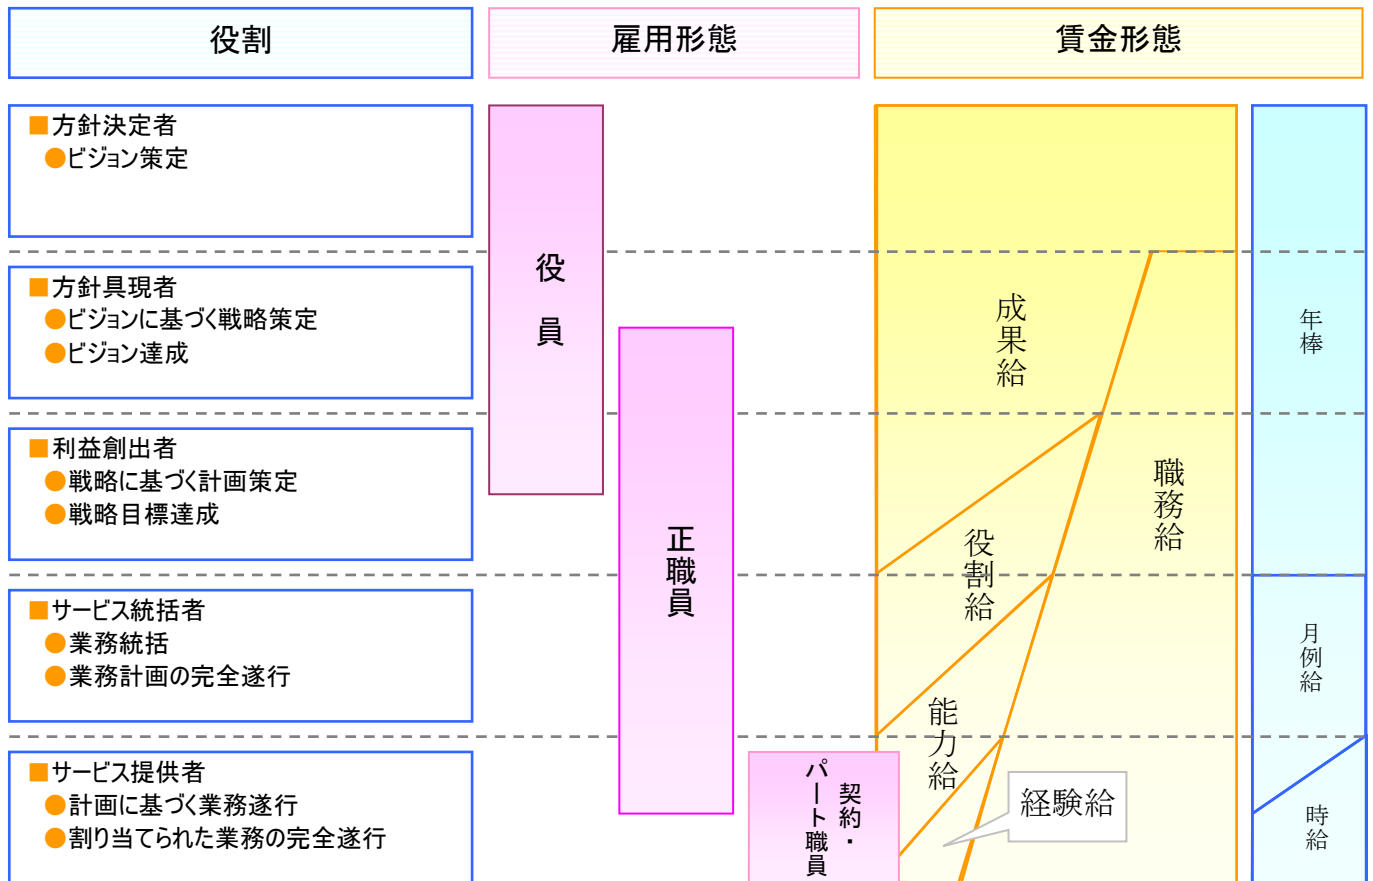 役割
雇用形態
賃金形態
■方針決定者
●ビジョン策定
■方針具現者
●ビジョンに基づく戦略策定
●ビジョン達成
■利益創出者
●戦略に基づく計画策定
●戦略目標達成
■サービス統括者
●業務統括
●業務計画の完全遂行
■サービス提供者
●計画に基づく業務遂行
●割り当てられた業務の完全遂行
役員
正職員
契約・
パート職員
成果給
職務給
役割給
能力給
経験給
年棒
月例給
時給